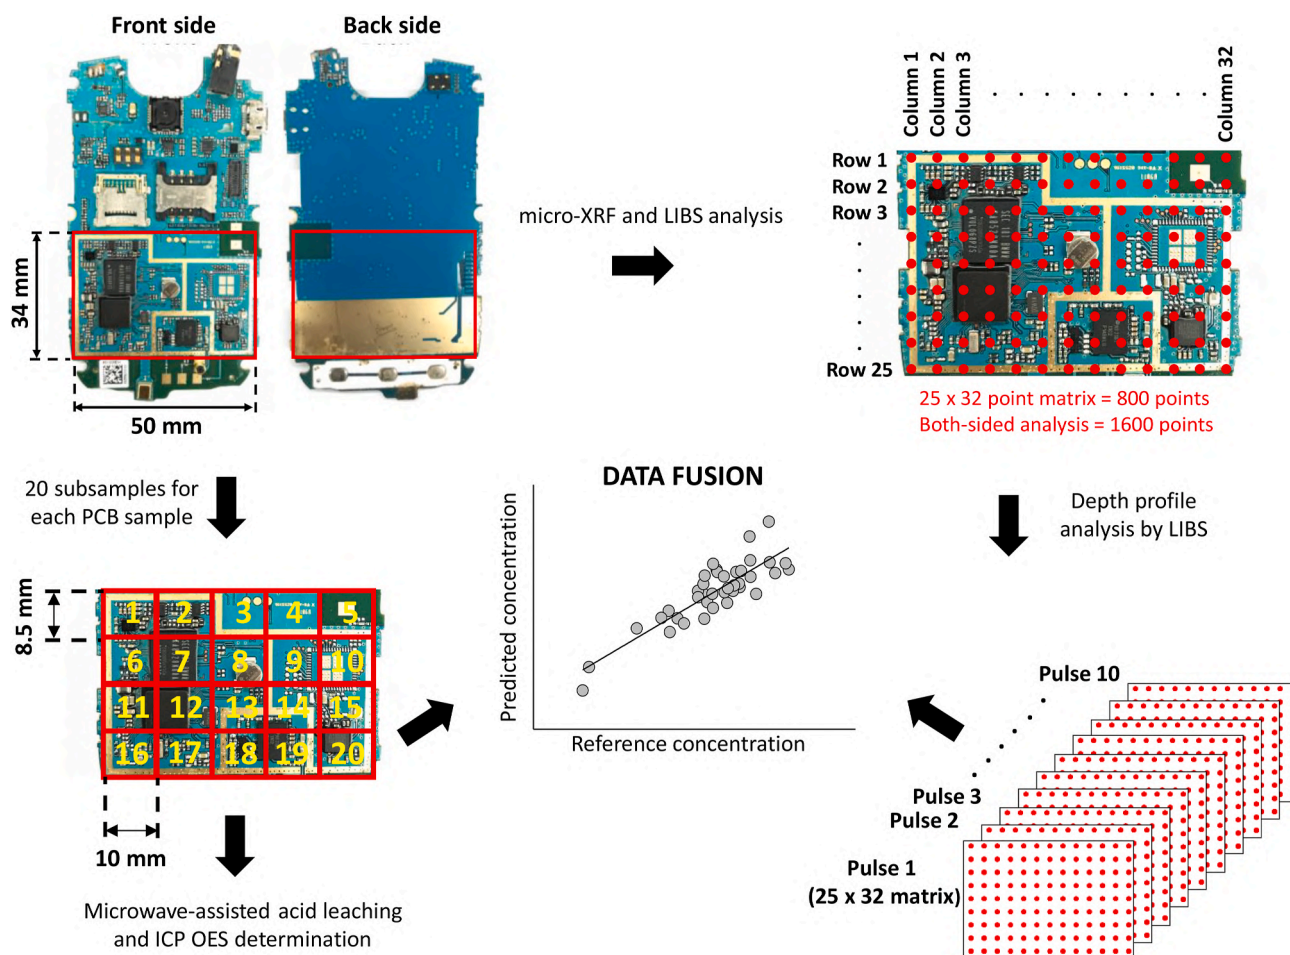 Front side
Back side
34 mm
50 mm
micro-XRF and LIBS analysis
Column 1
Column 2
Column 3
Column 32
Row 1
Row 2
Row 3
Row 25
25 x 32 point matrix = 800 points
Both-sided analysis = 1600 points
20 subsamples for
each PCB sample
8.5 mm
1 2 3 4 5
6 7 8 9 10
11 12 13 14 15
16 17 18 19 20
10 mm
Microwave-assisted acid leaching
and ICP OES determination
DATA FUSION
Predicted concentration
Reference concentration
Depth profile
analysis by LIBS
Pulse 10
Pulse 3
Pulse 2
Pulse 1
(25 x 32 matrix)